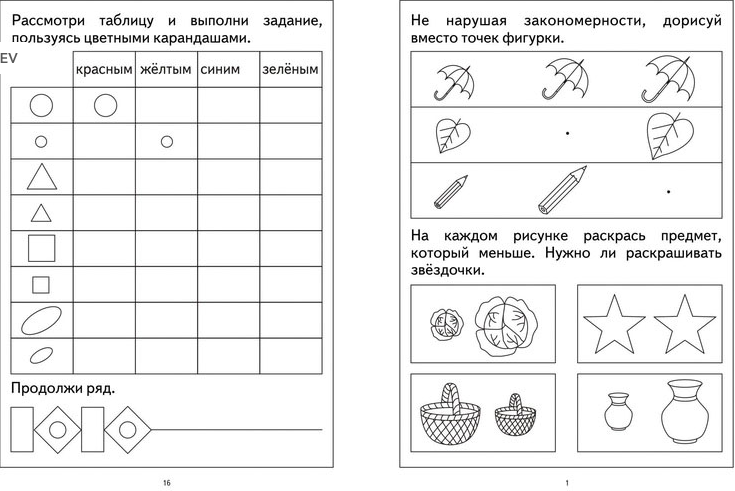 Рассмотри таблицу и выполни задание,
пользуясь цветными карандашами.
EV
красным жёлтым синим зелёным
Продолжи ряд.
16
Не нарушая закономерности, дорисуй
вместо точек фигурки.
На каждом рисунке раскрась предмет,
который меньше. Нужно ли раскрашивать
звёздочки.
1